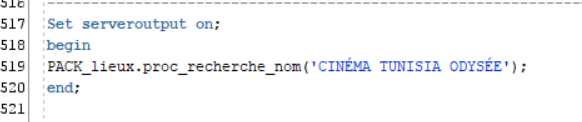 516
517 Set serveroutput on;
518 begin
519 PACK_lieux.proc_recherche_nom('CINÉMA TUNISIA ODYSÉE');
520 end;
521